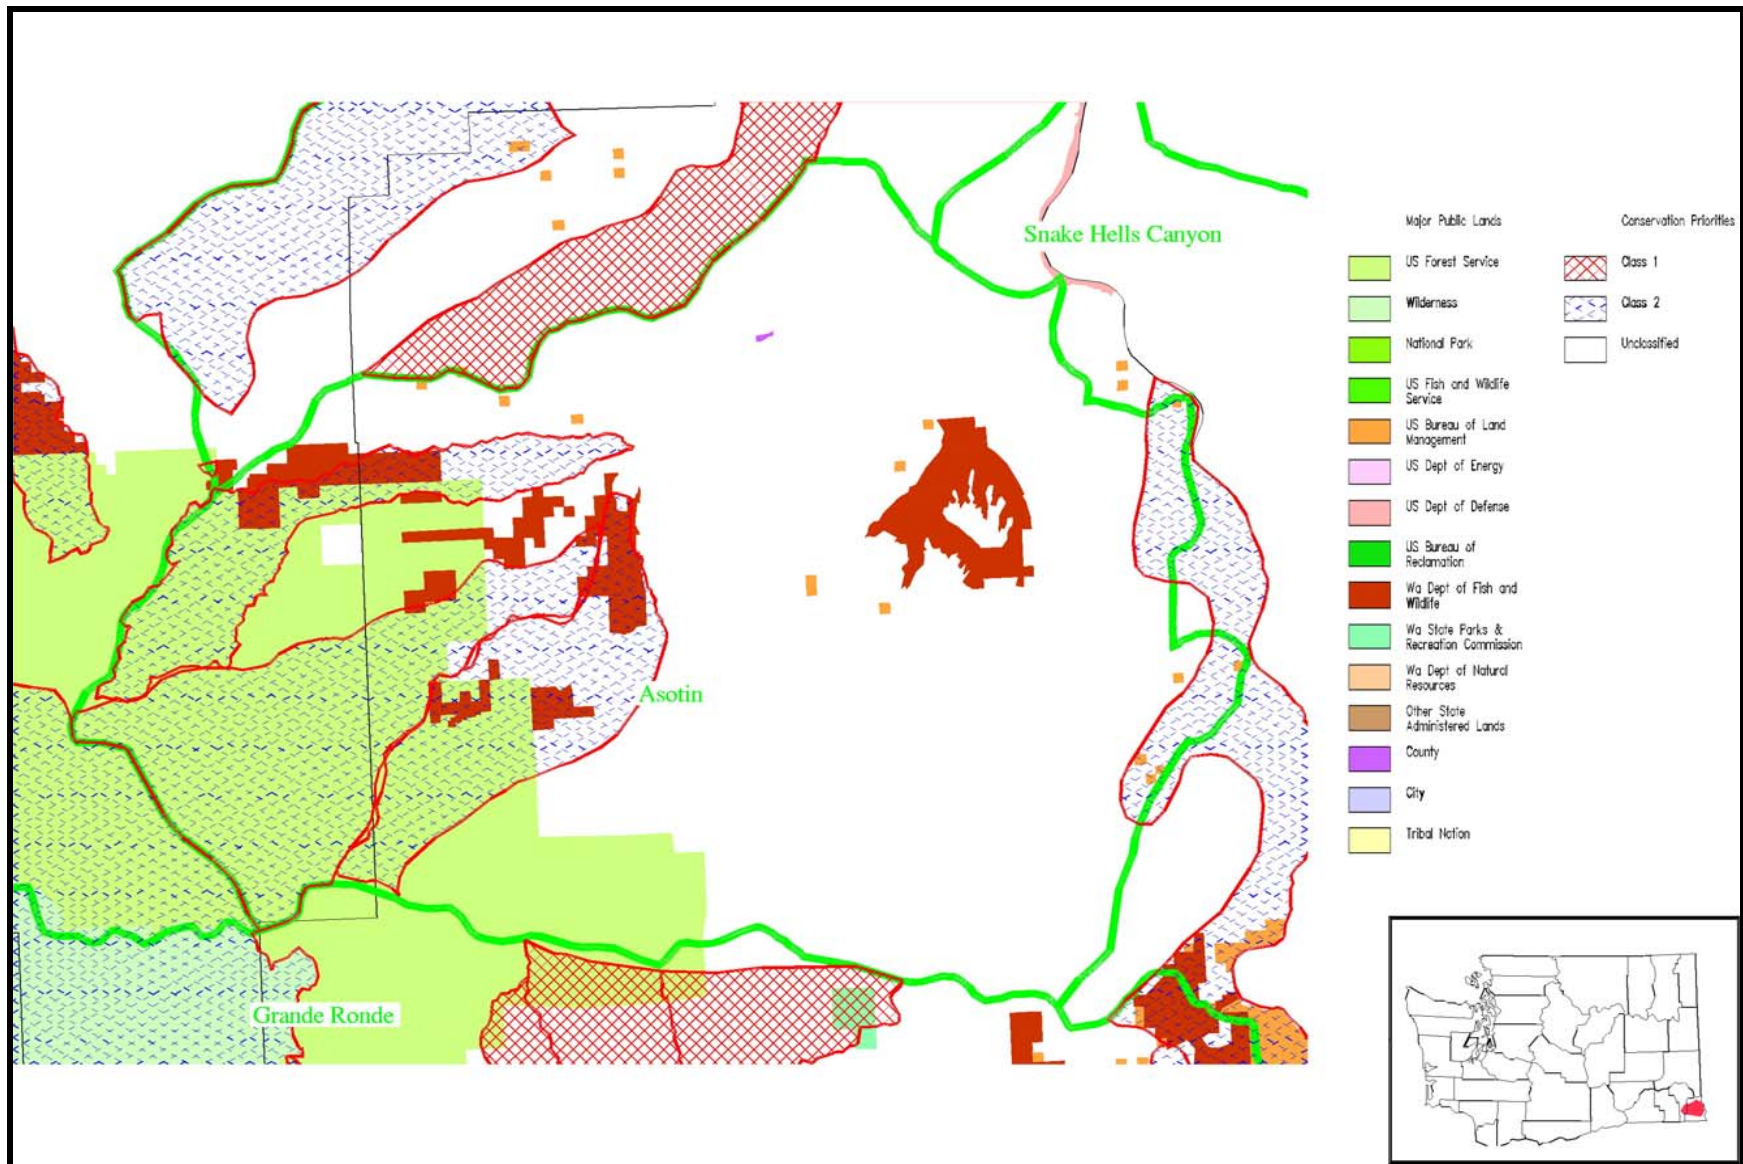 Snake Hells Canyon
Asotin
Grande Ronde
Major Public Lands
US Forest Service
Wilderness
National Park
US Fish and Wildlife
Service
US Bureau of Land
Management
US Dept of Energy
US Dept of Defense
US Bureau of
Reclamation
Wa Dept of Fish and
Wildlife
Wa State Parks &
Recreation Commission
Wa Dept of Natural
Resources
Other State
Administered Lands
County
City
Tribal Nation
Conservation Priorities
Class 1
Class 2
Unclassified